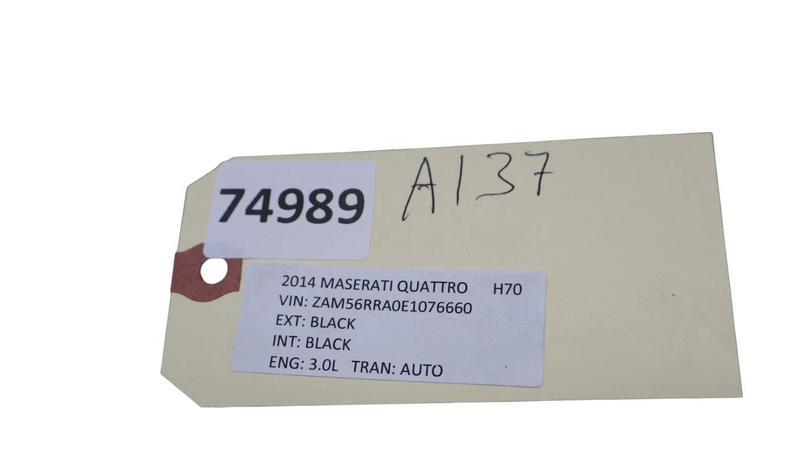 74989
A137
2014 MASERATI QUATTRO H70
VIN: ZAM56RRA0E1076660
EXT: BLACK
INT: BLACK
ENG: 3.0L TRAN: AUTO